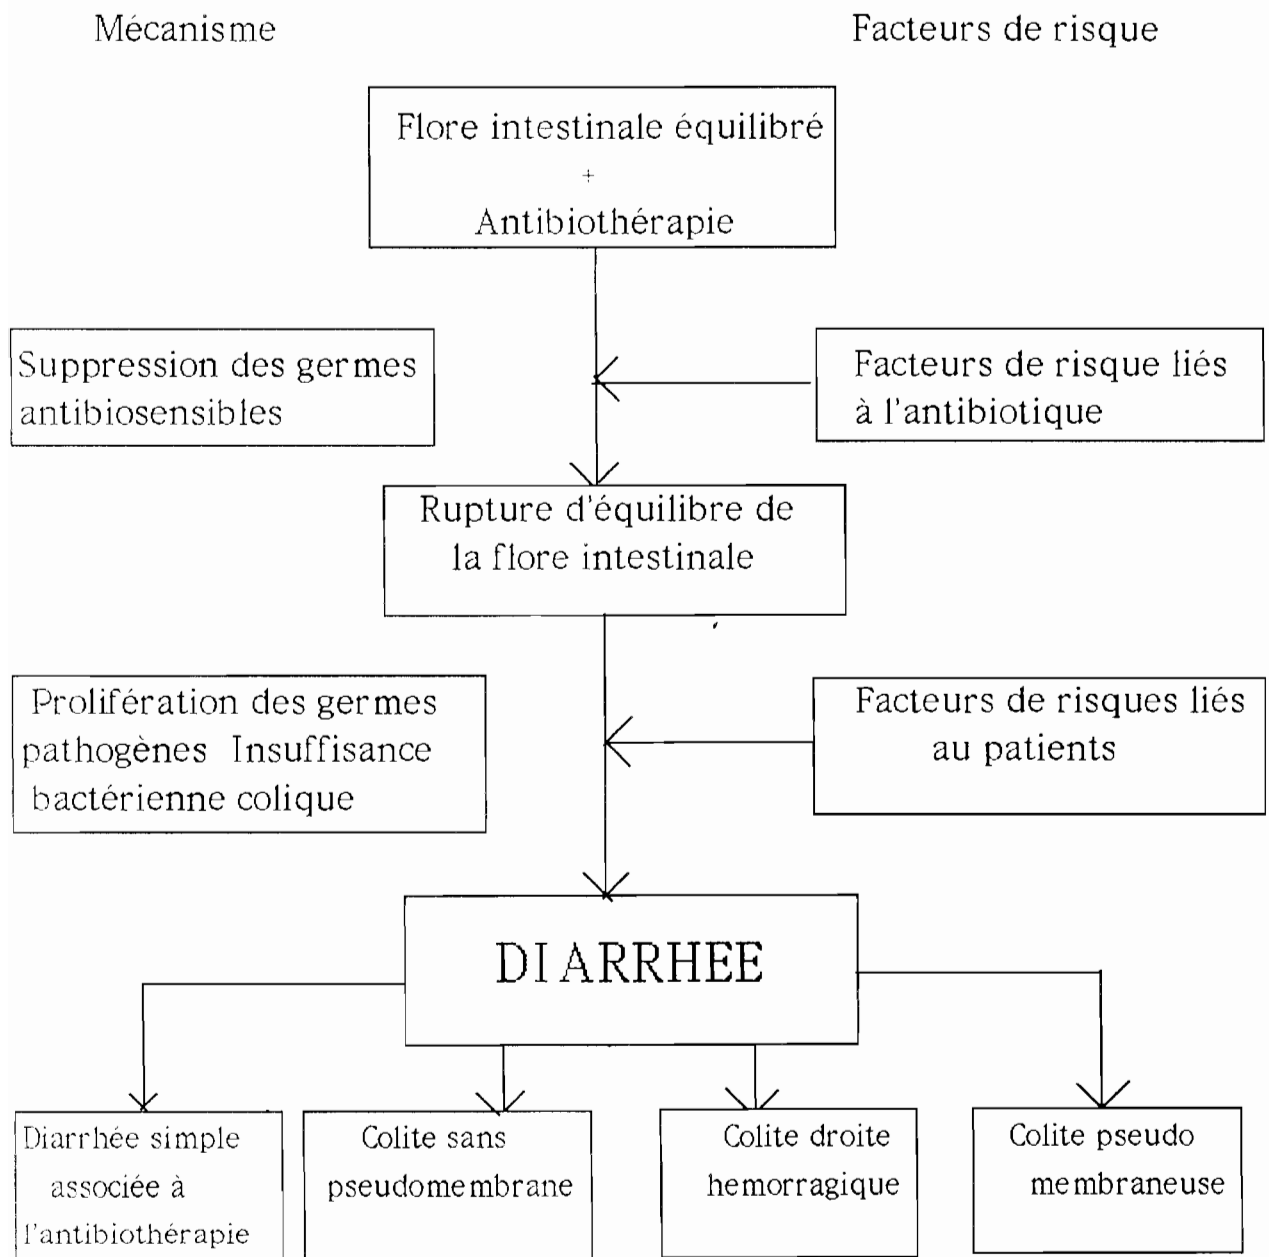 Mécanisme
Facteurs de risque
Flore intestinale équilibré
+
Antibiothérapie
Suppression des germes
antibiosensibles
Facteurs de risque liés
à l'antibiotique
Rupture d'équilibre de
la flore intestinale
Prolifération des germes
pathogènes Insuffisance
bactérienne colique
Facteurs de risques liés
au patients
DIARRHEE
Diarrhée simple
associée à
l'antibiothérapie
Colite sans
pseudomembrane
Colite droite
hemorragique
Colite pseudo
membraneuse